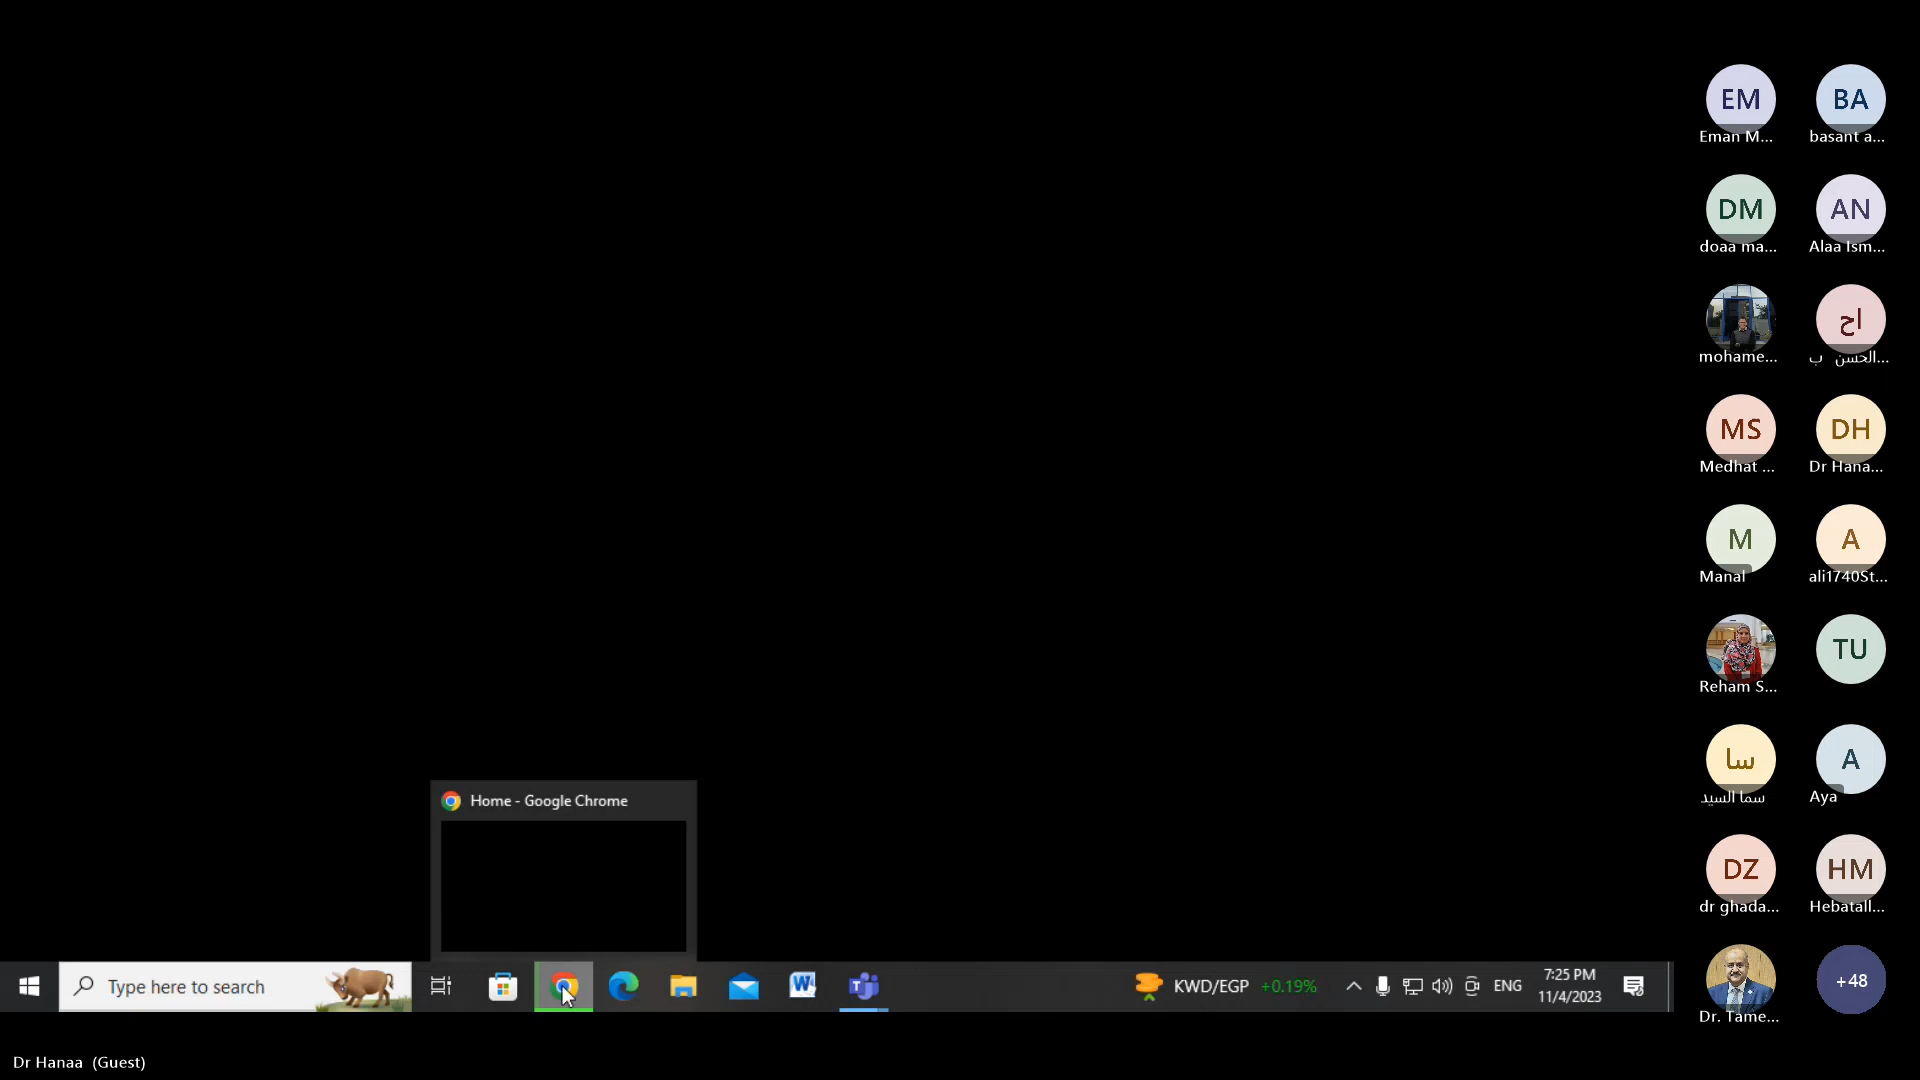 EM
Eman M...
BA
basant a...
DM
doaa ma...
AN
Alaa Ism...
mohame...
اح
الحسن ب...
MS
Medhat ...
DH
Dr Hana...
M
Manal
A
ali1740St...
Reham S...
TU
سا
سما السيد
A
Aya
DZ
dr ghada...
HM
Hebatall...
Dr. Tame...
+48
Home - Google Chrome
Type here to search
KWD/EGP +0.19%
ENG
7:25 PM
11/4/2023
Dr Hanaa (Guest)